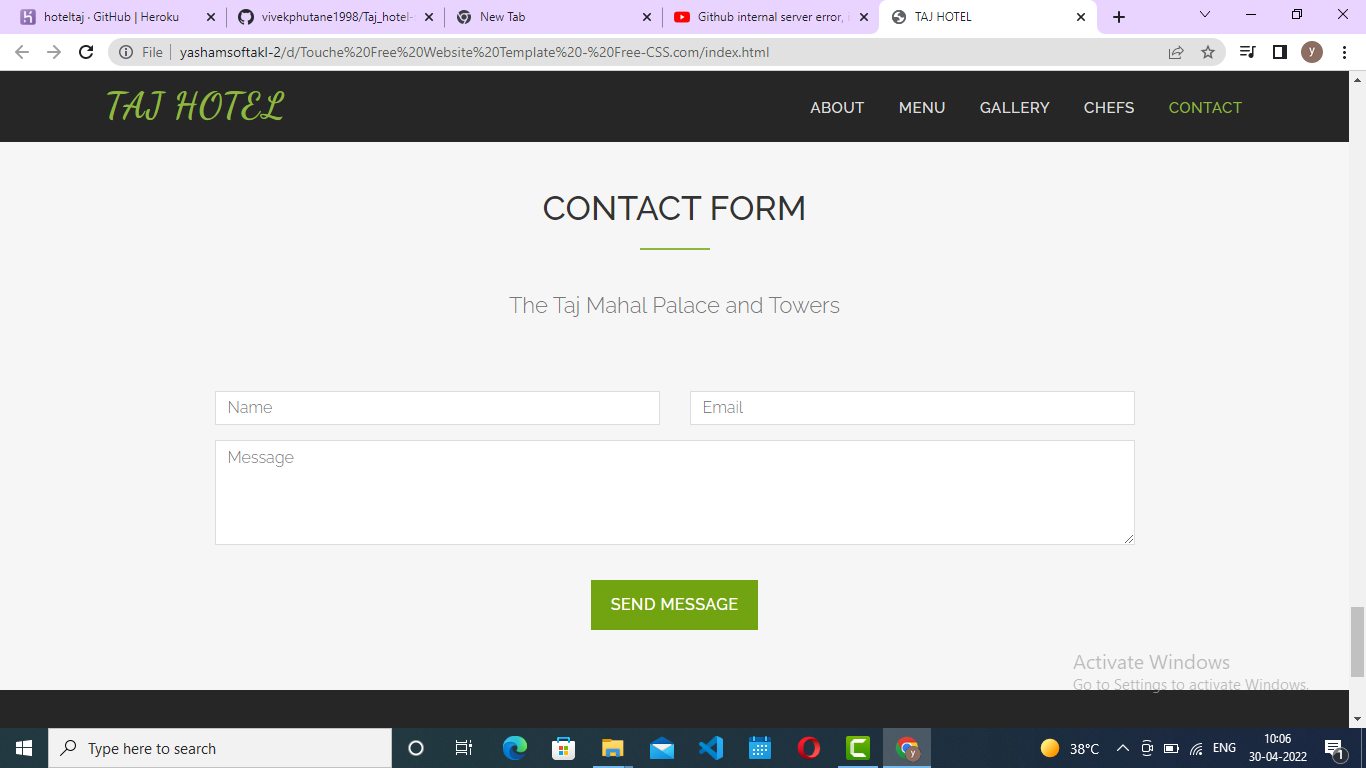 hoteltaj · GitHub | Heroku
vivekphutane1998/Taj_hotel-
New Tab
Github internal server error, i
TAJ HOTEL
File | yashamsoftakl-2/d/Touche%20Free%20Website%20Template%20-%20Free-CSS.com/index.html
y
TAJ HOTEL
ABOUT MENU GALLERY CHEFS CONTACT
CONTACT FORM
The Taj Mahal Palace and Towers
Name
Email
Message
SEND MESSAGE
Activate Windows
Go to Settings to activate Windows.
Type here to search
y
38°C
ENG
10:06
30-04-2022
1